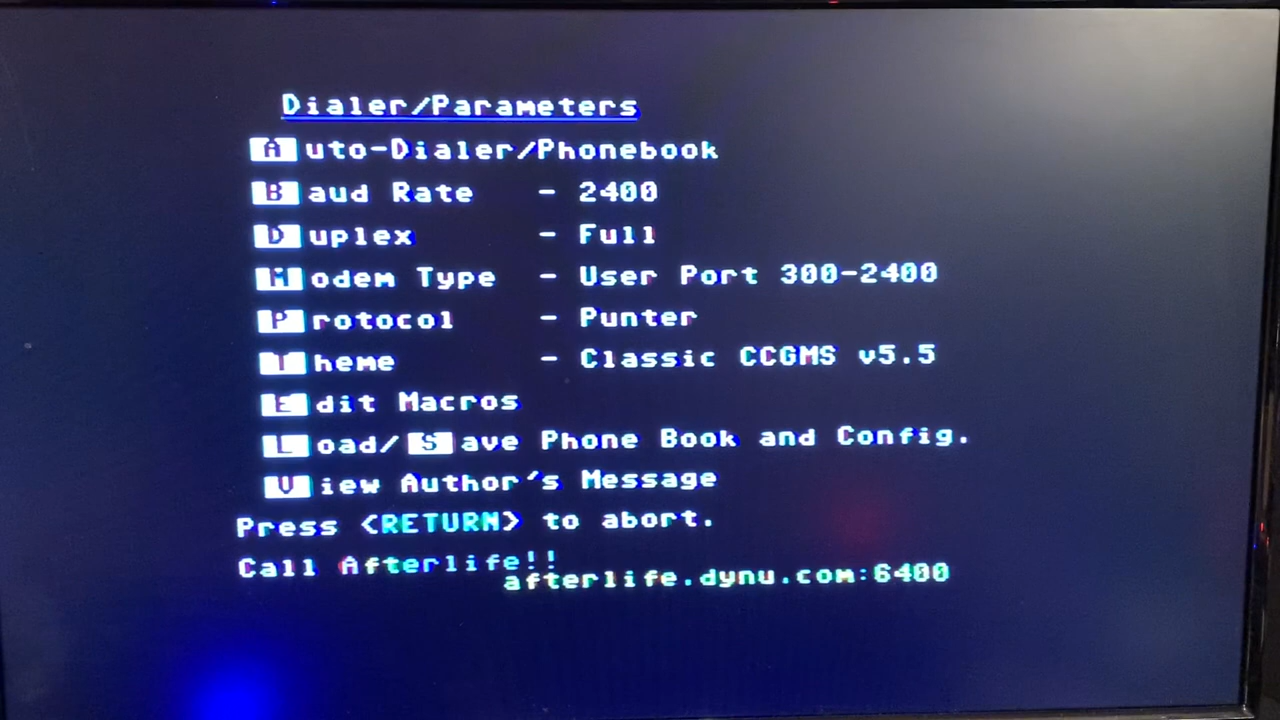 Dialer/Parameters
Auto-Dialer/Phonebook
Baud Rate - 2400
Duplex - Full
Modem Type - User Port 300-2400
Protocol - Punter
Theme - Classic CCGMS v5.5
Edit Macros
Load/Save Phone Book and Config.
View Author's Message
Press <RETURN> to abort.
Call Afterlife!!
afterlife.dynu.com:6400